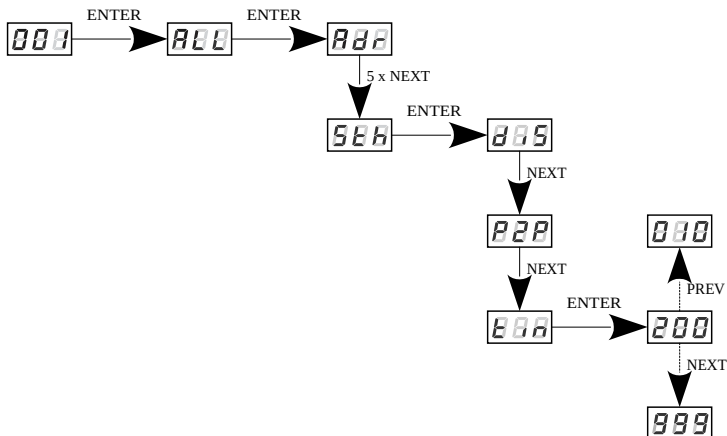 ENTER ENTER
001 ALL Adr
5 x NEXT
ENTER
Sth diS
NEXT
P2P 010
NEXT PREV
ENTER
tin 200
NEXT
999